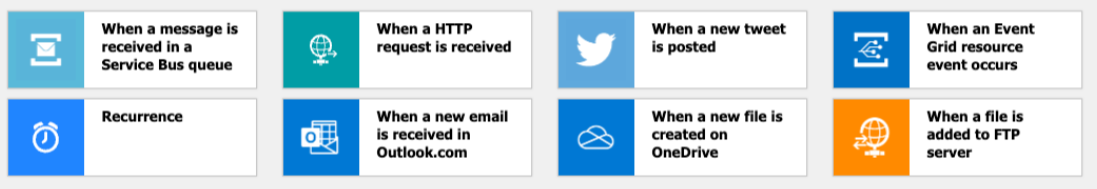 When a message is
received in a
Service Bus queue
When a HTTP
request is received
When a new tweet
is posted
When an Event
Grid resource
event occurs
Recurrence
When a new email
is received in
Outlook.com
When a new file is
created on
OneDrive
When a file is
added to FTP
server